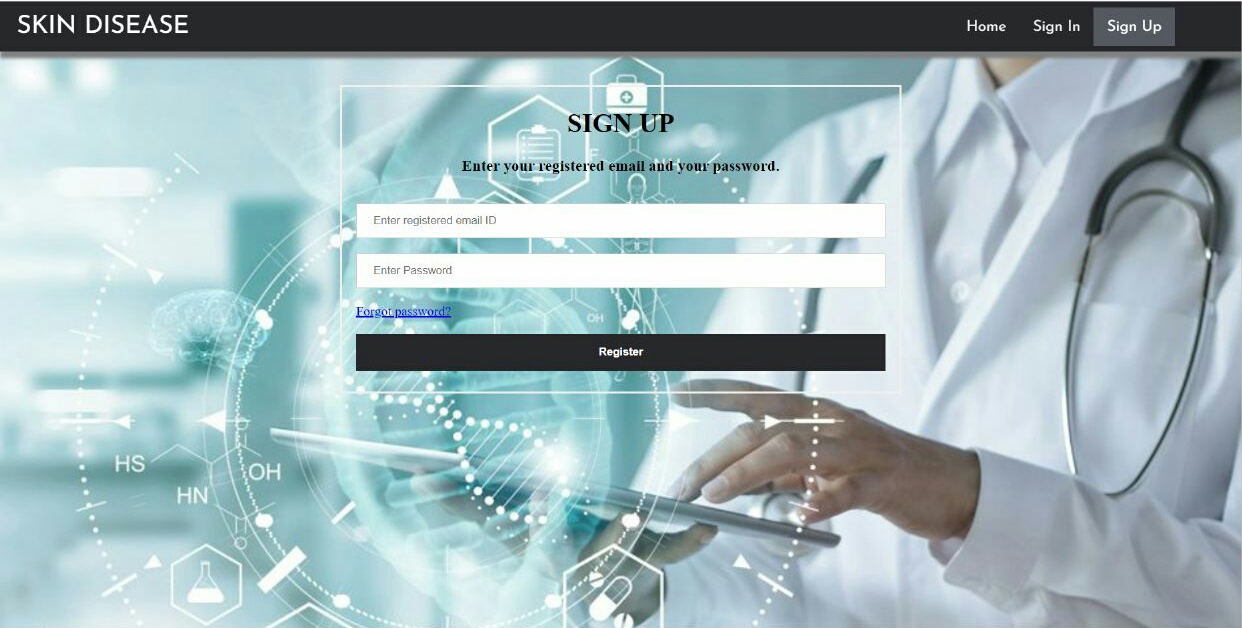 SKIN DISEASE
Home
Sign In
Sign Up
SIGN UP
Enter your registered email and your password.
Enter registered email ID
Enter Password
Forgot password?
Register
OH
HS
OH
HN